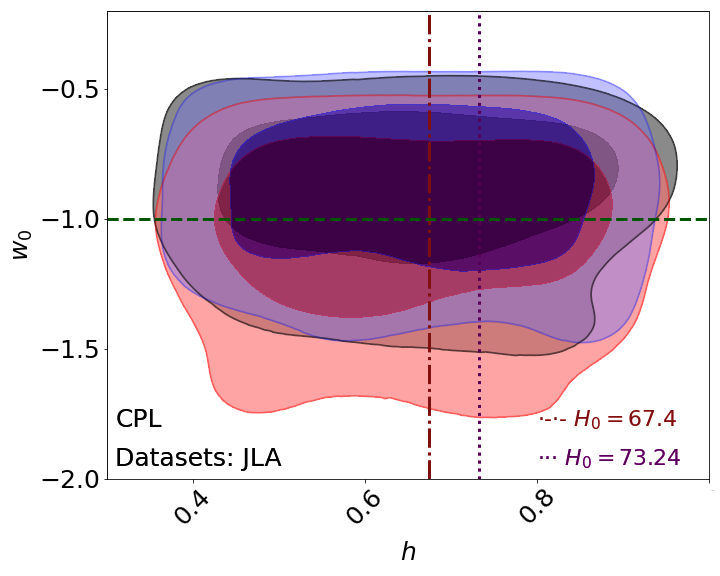 −0.5
−1.0
−1.5
−2.0
w₀
CPL
Datasets: JLA
·-·- H₀ = 67.4
··· H₀ = 73.24
0.4
0.6
0.8
h